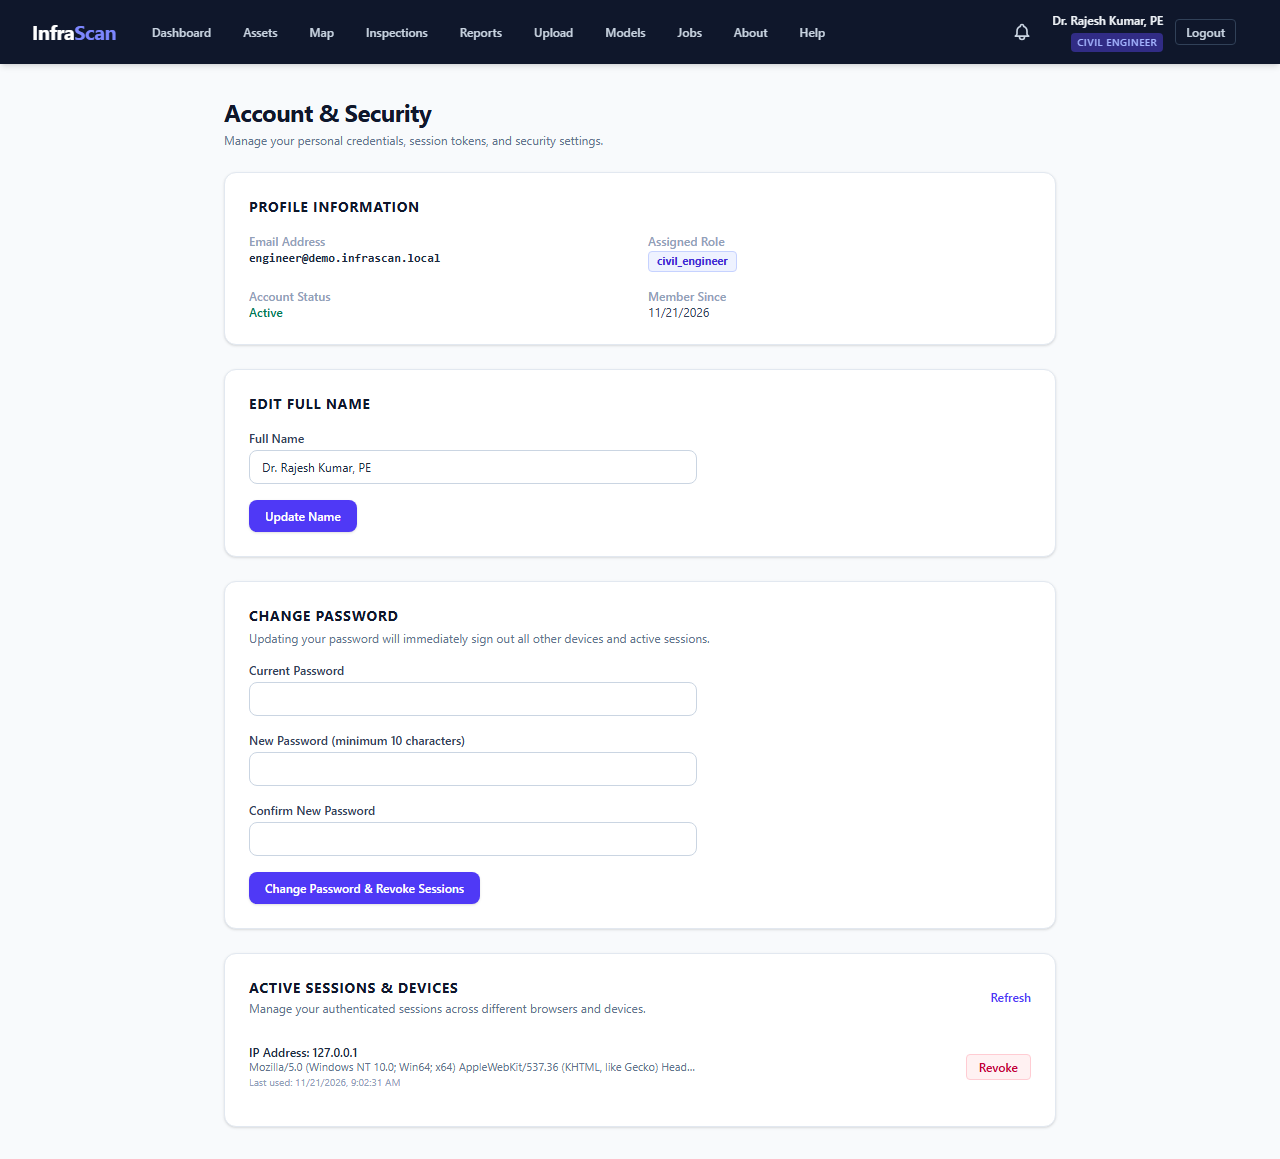 InfraScan Dashboard Assets Map Inspections Reports Upload Models Jobs About Help Dr. Rajesh Kumar, PE Logout
CIVIL ENGINEER
Account & Security
Manage your personal credentials, session tokens, and security settings.
PROFILE INFORMATION
Email Address Assigned Role
engineer@demo.infrascan.local civil_engineer
Account Status Member Since
Active 11/21/2026
EDIT FULL NAME
Full Name
Dr. Rajesh Kumar, PE
Update Name
CHANGE PASSWORD
Updating your password will immediately sign out all other devices and active sessions.
Current Password
New Password (minimum 10 characters)
Confirm New Password
Change Password & Revoke Sessions
ACTIVE SESSIONS & DEVICES
Refresh
Manage your authenticated sessions across different browsers and devices.
IP Address: 127.0.0.1
Mozilla/5.0 (Windows NT 10.0; Win64; x64) AppleWebKit/537.36 (KHTML, like Gecko) Head...
Revoke
Last used: 11/21/2026, 9:02:31 AM